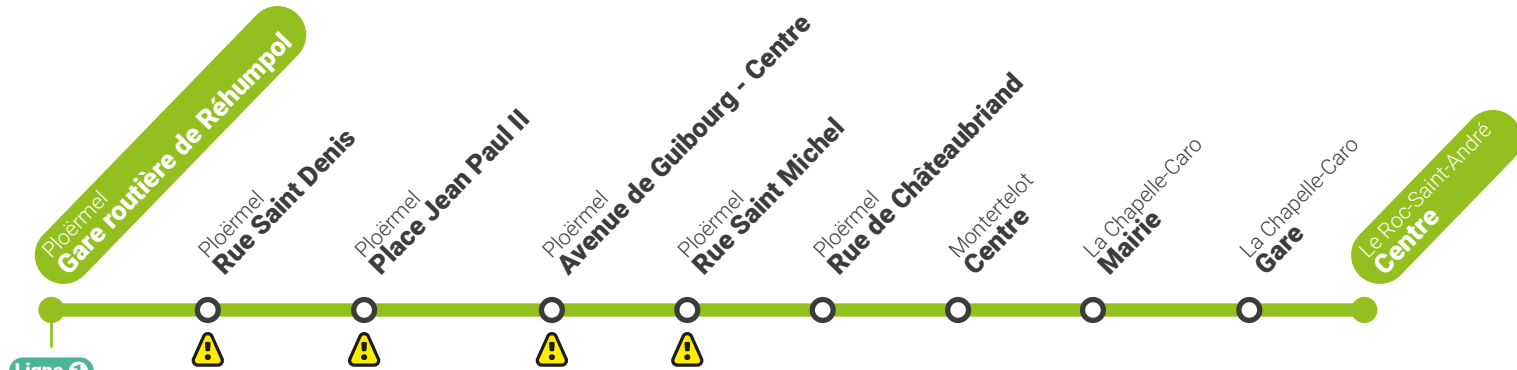 Ploërmel
Gare routière de Réhumpol
Ploërmel
Rue Saint Denis
Ploërmel
Place Jean Paul II
Ploërmel
Avenue de Guibourg - Centre
Ploërmel
Rue Saint Michel
Ploërmel
Rue de Châteaubriand
Montertelot
Centre
La Chapelle-Caro
Mairie
La Chapelle-Caro
Gare
Le Roc-Saint-André
Centre
Ligne 1